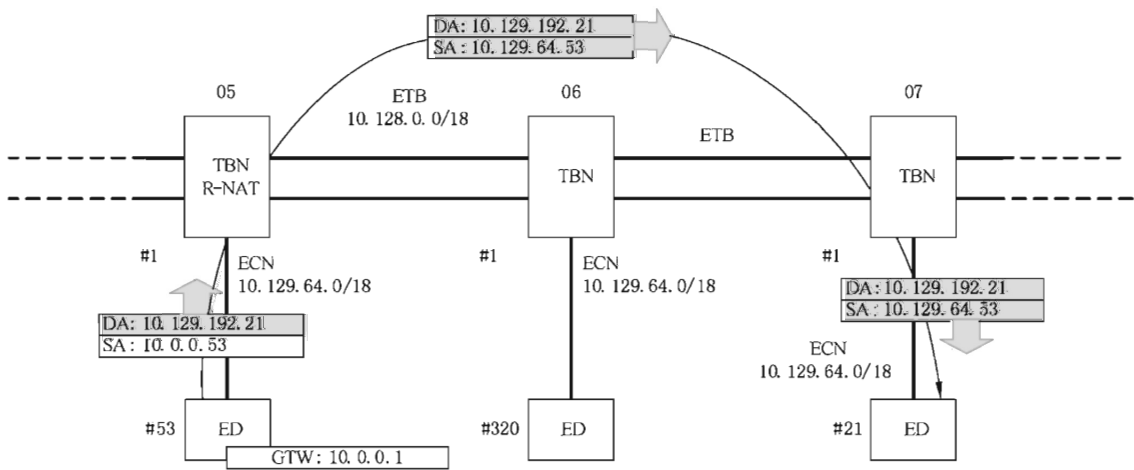 DA: 10. 129. 192. 21
SA: 10. 129. 64. 53
05
06
07
ETB
10. 128. 0. 0/18
ETB
TBN
R-NAT
TBN
TBN
#1
ECN
10. 129. 64. 0/18
#1
ECN
10. 129. 64. 0/18
#1
DA: 10. 129. 192. 21
SA: 10. 129. 64. 53
DA: 10. 129. 192. 21
SA: 10. 0. 0. 53
ECN
10. 129. 64. 0/18
#53
ED
#320
ED
#21
ED
GTW: 10. 0. 0. 1